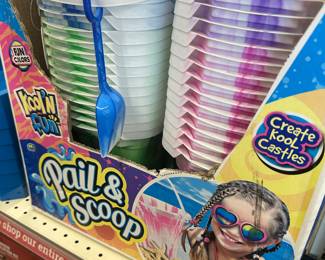 FUN
COLORS
Kool'N
Fun
Create
Kool
Castles
Pail &
Scoop
shop our entire